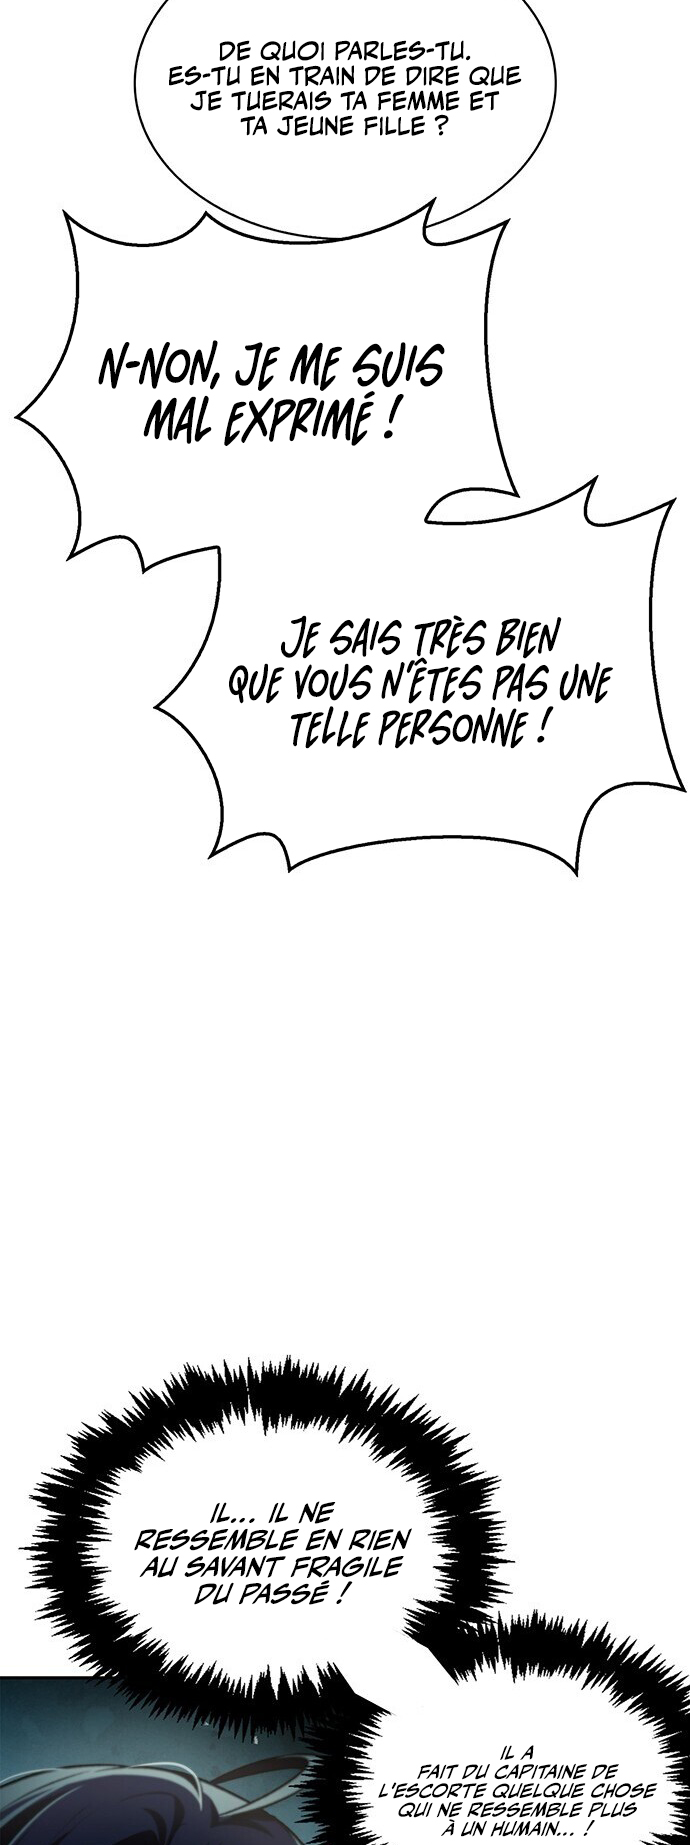 DE QUOI PARLES-TU.
ES-TU EN TRAIN DE DIRE QUE
JE TUERAIS TA FEMME ET
TA JEUNE FILLE ?
N-NON, JE ME SUIS
MAL EXPRIMÉ !
JE SAIS TRÈS BIEN
QUE VOUS N'ÊTES PAS UNE
TELLE PERSONNE !
IL... IL NE
RESSEMBLE EN RIEN
AU SAVANT FRAGILE
DU PASSÉ !
IL A
FAIT DU CAPITAINE DE
L'ESCORTE QUELQUE CHOSE
QUI NE RESSEMBLE PLUS
À UN HUMAIN... !